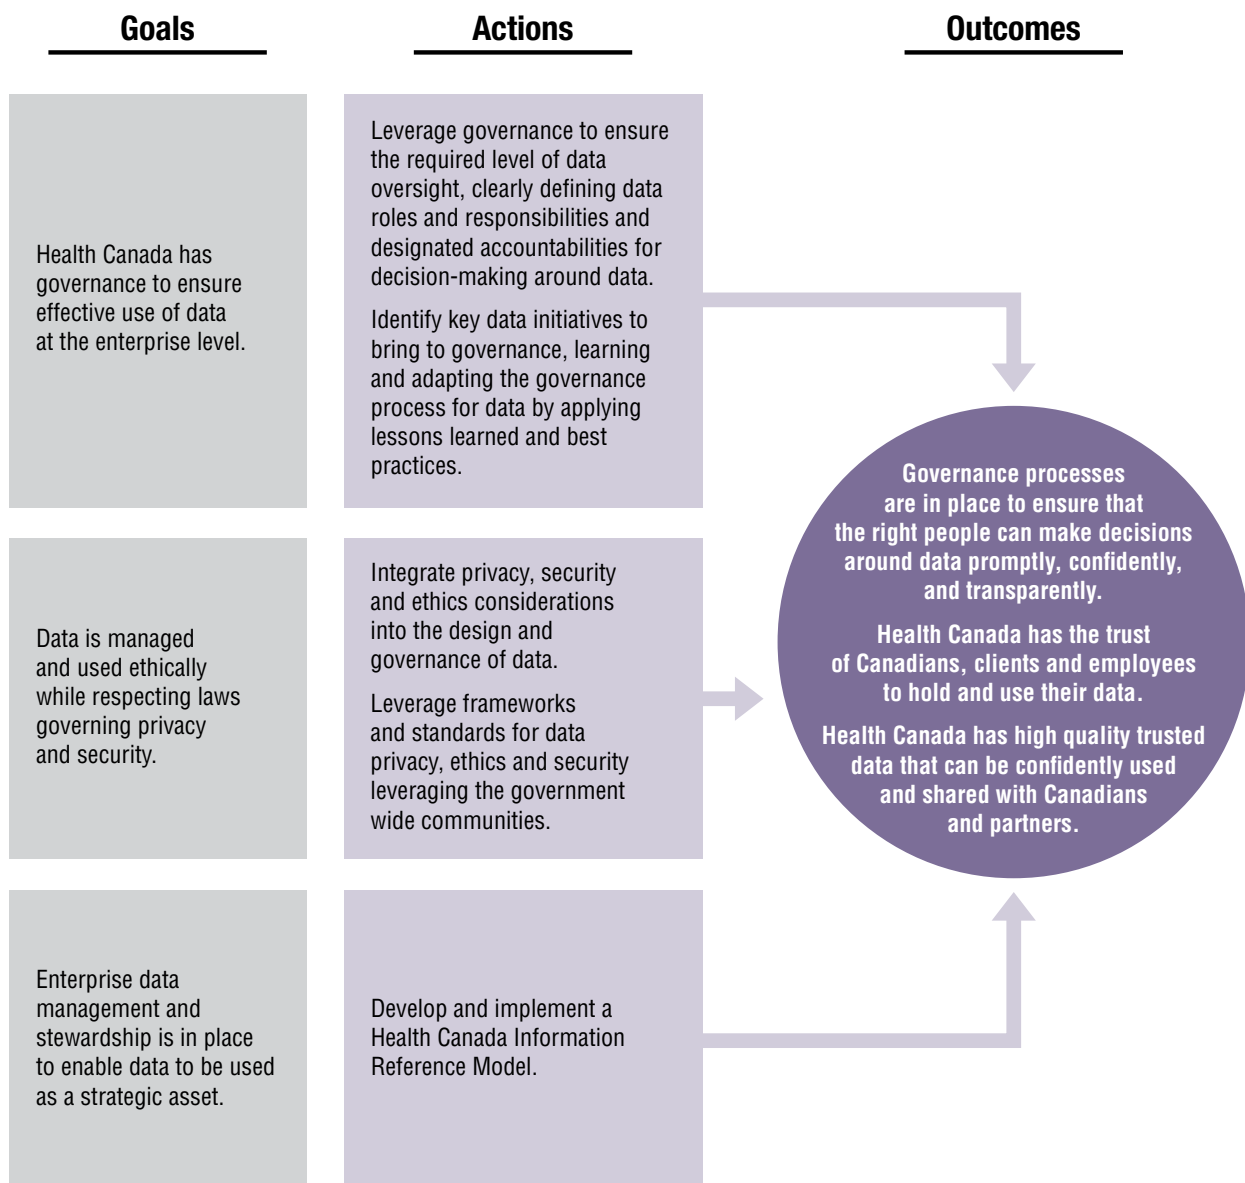 Goals
Actions
Outcomes
Health Canada has
governance to ensure
effective use of data
at the enterprise level.
Leverage governance to ensure
the required level of data
oversight, clearly defining data
roles and responsibilities and
designated accountabilities for
decision-making around data.
Identify key data initiatives to
bring to governance, learning
and adapting the governance
process for data by applying
lessons learned and best
practices.
Data is managed
and used ethically
while respecting laws
governing privacy
and security.
Integrate privacy, security
and ethics considerations
into the design and
governance of data.
Leverage frameworks
and standards for data
privacy, ethics and security
leveraging the government
wide communities.
Enterprise data
management and
stewardship is in place
to enable data to be used
as a strategic asset.
Develop and implement a
Health Canada Information
Reference Model.
Governance processes
are in place to ensure that
the right people can make decisions
around data promptly, confidently,
and transparently.
Health Canada has the trust
of Canadians, clients and employees
to hold and use their data.
Health Canada has high quality trusted
data that can be confidently used
and shared with Canadians
and partners.